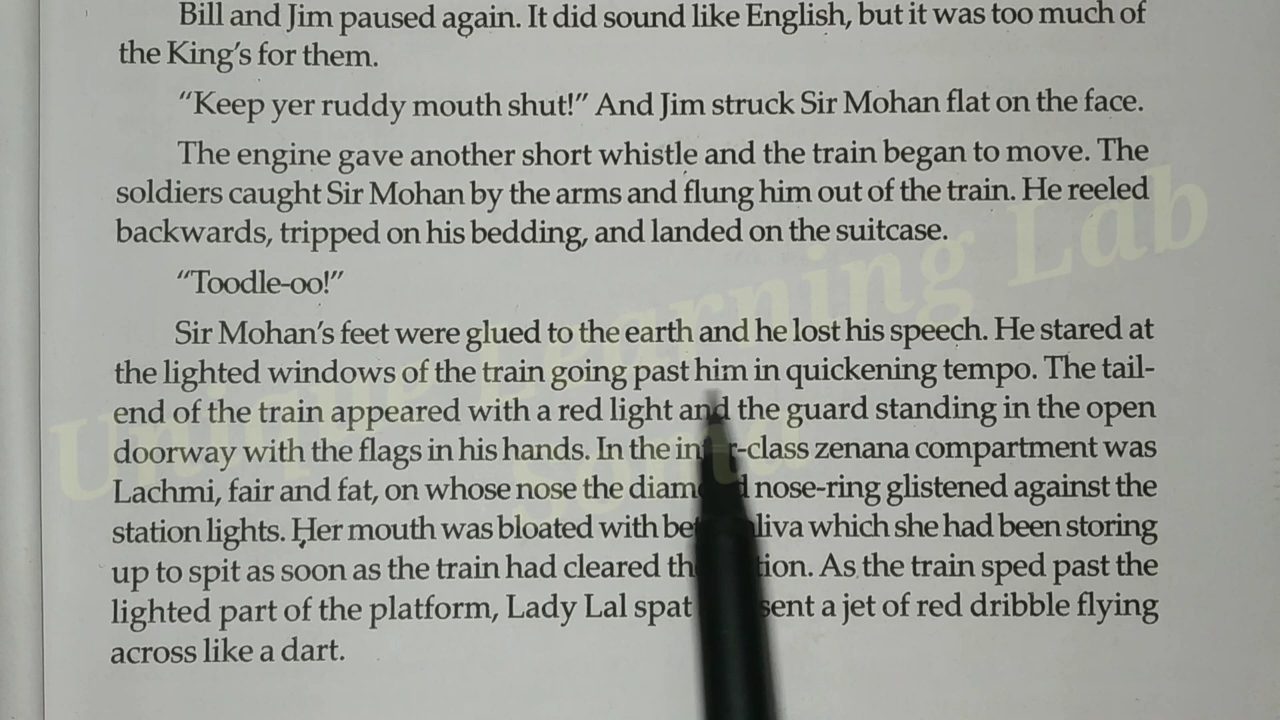 Bill and Jim paused again. It did sound like English, but it was too much of
the King's for them.
"Keep yer ruddy mouth shut!" And Jim struck Sir Mohan flat on the face.
The engine gave another short whistle and the train began to move. The
soldiers caught Sir Mohan by the arms and flung him out of the train. He reeled
backwards, tripped on his bedding, and landed on the suitcase.
"Toodle-oo!"
Sir Mohan's feet were glued to the earth and he lost his speech. He stared at
the lighted windows of the train going past him in quickening tempo. The tail-
end of the train appeared with a red light and the guard standing in the open
doorway with the flags in his hands. In the -class zenana compartment was
Lachmi, fair and fat, on whose nose the nose-ring glistened against the
station lights. Her mouth was bloated with which she had been storing
up to spit as soon as the train had cleared As the train sped past the
lighted part of the platform, Lady Lal spat sent a jet of red dribble flying
across like a dart.
Unique Learning Lab